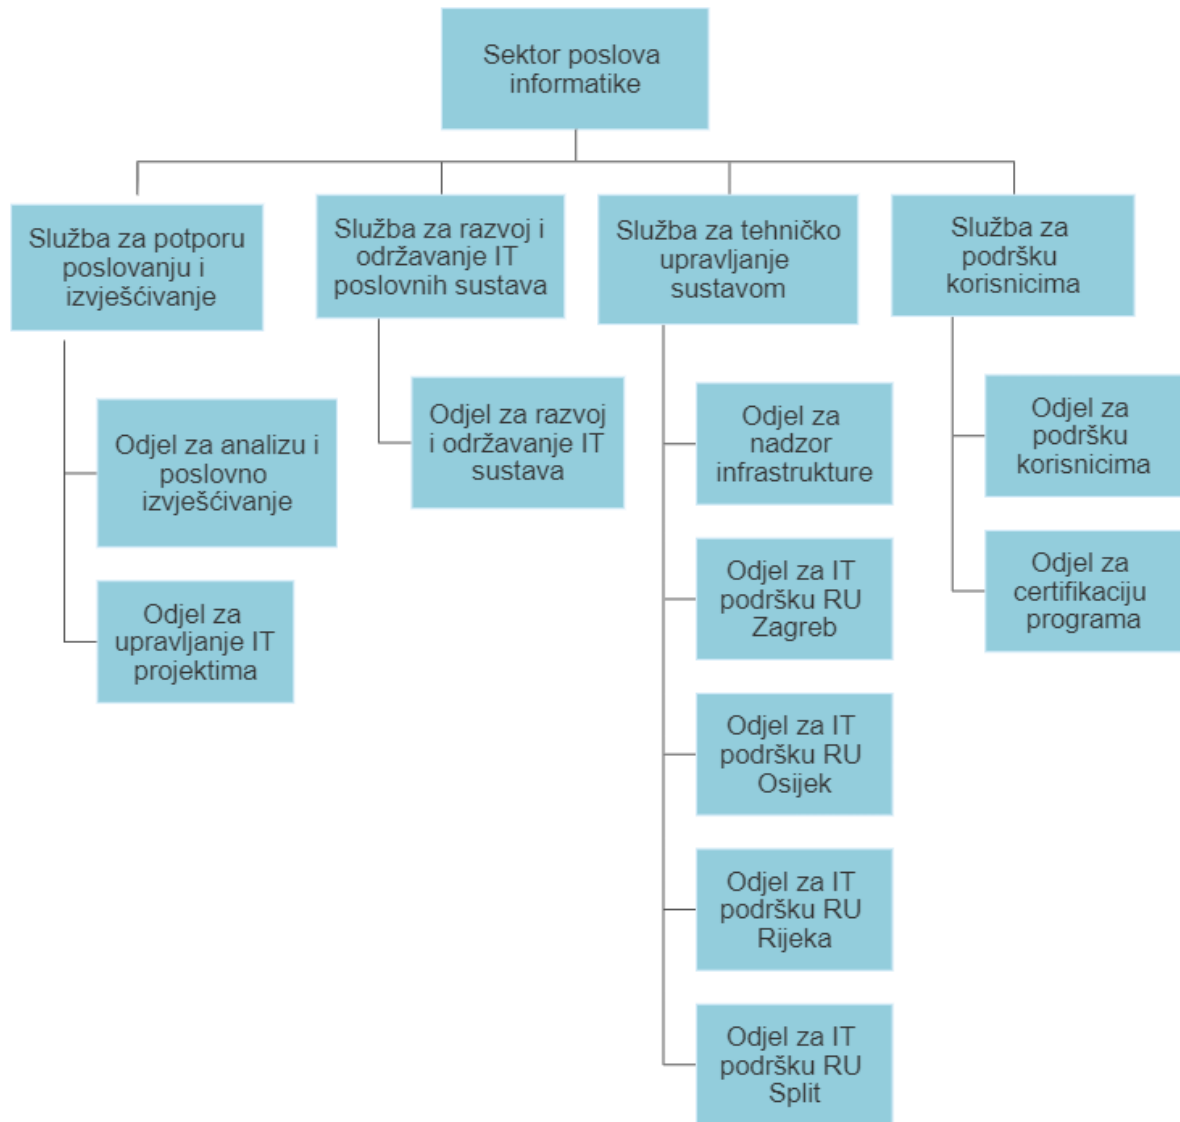 Sektor poslova
informatike
Služba za potporu
poslovanju i
izvješćivanje
Služba za razvoj i
održavanje IT
poslovnih sustava
Služba za tehničko
upravljanje
sustavom
Služba za
podršku
korisnicima
Odjel za analizu i
poslovno
izvješćivanje
Odjel za
upravljanje IT
projektima
Odjel za razvoj
i održavanje IT
sustava
Odjel za
nadzor
infrastrukture
Odjel za IT
podršku RU
Zagreb
Odjel za IT
podršku RU
Osijek
Odjel za IT
podršku RU
Rijeka
Odjel za IT
podršku RU
Split
Odjel za
podršku
korisnicima
Odjel za
certifikaciju
programa